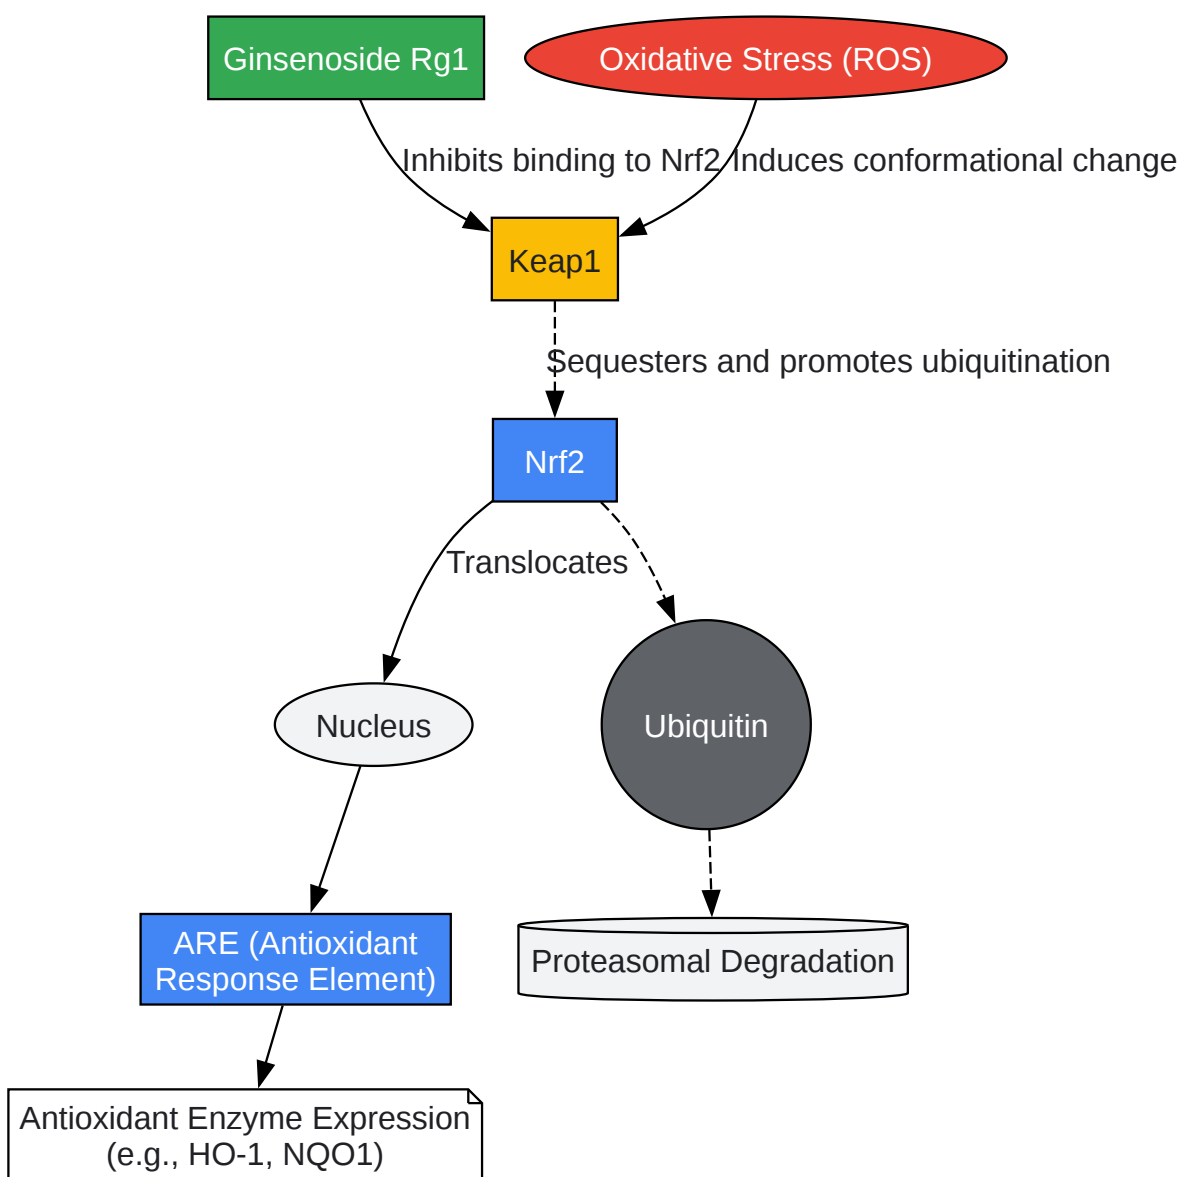 Ginsenoside Rg1
Oxidative Stress (ROS)
Inhibits binding to Nrf2
Induces conformational change
Keap1
Sequesters and promotes ubiquitination
Nrf2
Translocates
Nucleus
Ubiquitin
ARE (Antioxidant
Response Element)
Proteasomal Degradation
Antioxidant Enzyme Expression
(e.g., HO-1, NQO1)